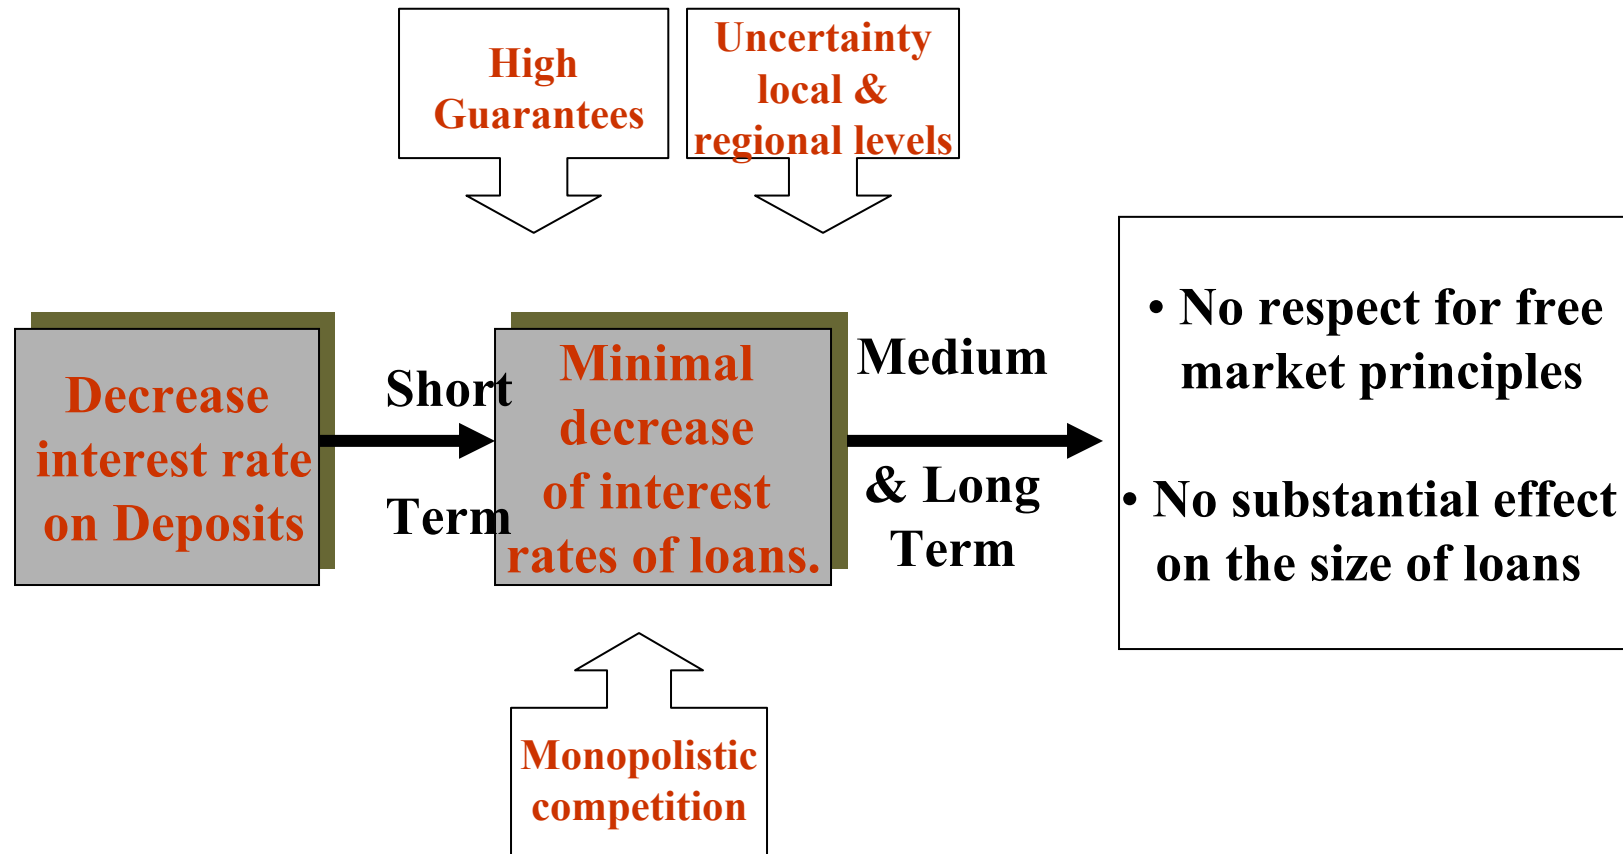 High
Guarantees
Uncertainty
local &
regional levels
Decrease
interest rate
on Deposits
Short
Term
Minimal
decrease
of interest
rates of loans.
Medium
& Long
Term
• No respect for free
market principles
• No substantial effect
on the size of loans
Monopolistic
competition